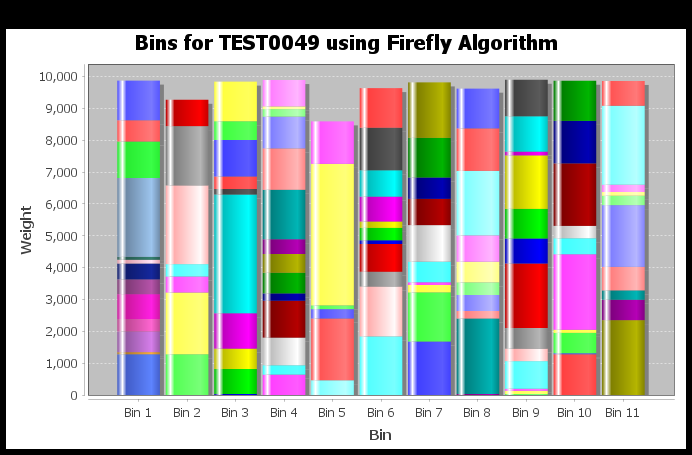 Bins for TEST0049 using Firefly Algorithm
10,000
9,000
8,000
7,000
6,000
5,000
4,000
3,000
2,000
1,000
0
Weight
Bin 1 Bin 2 Bin 3 Bin 4 Bin 5 Bin 6 Bin 7 Bin 8 Bin 9 Bin 10 Bin 11
Bin